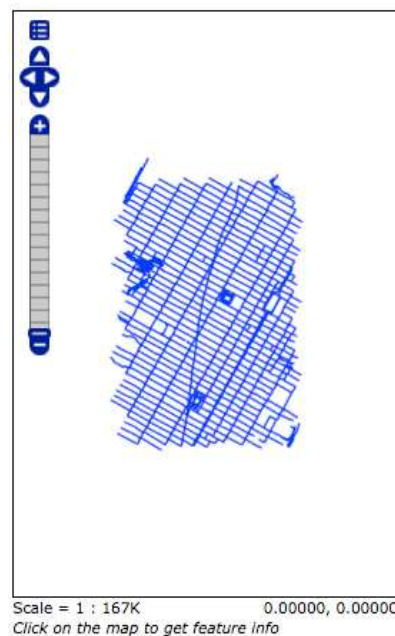 Scale = 1 : 167K 0.00000, 0.00000
Click on the map to get feature info